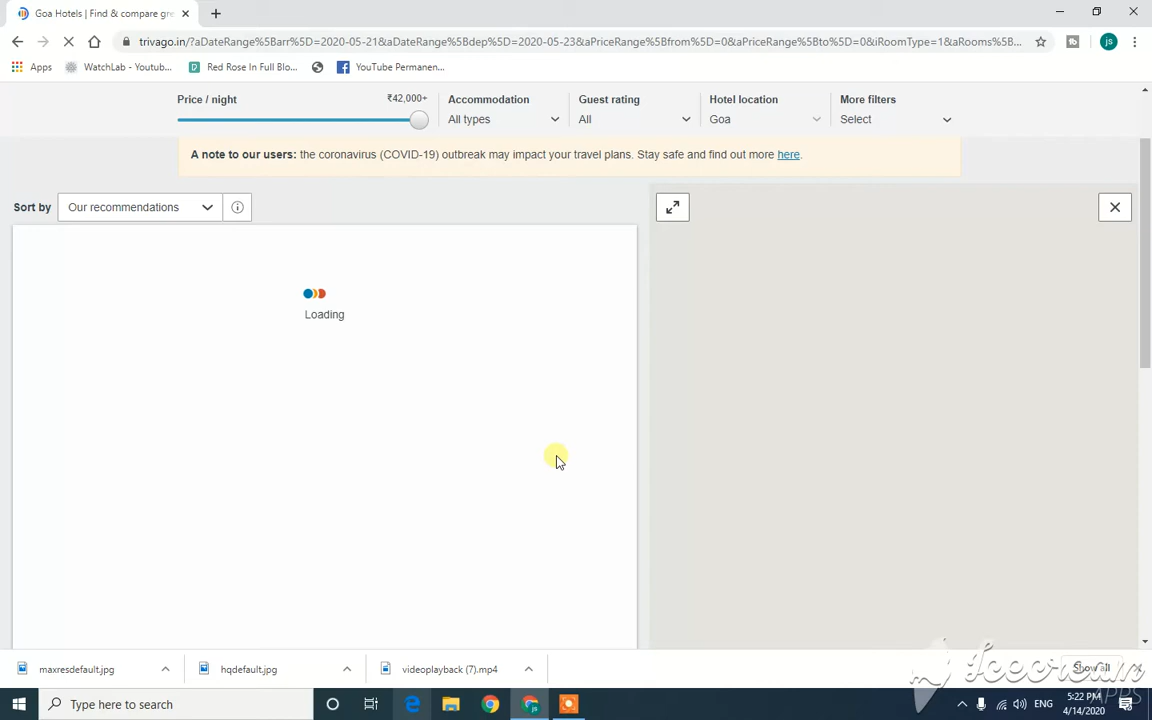 Goa Hotels | Find & compare gre
trivago.in/?aDateRange%5Barr%5D=2020-05-21&aDateRange%5Bdep%5D=2020-05-23&aPriceRange%5Bfrom%5D=0&aPriceRange%5Bto%5D=0&iRoomType=1&aRooms%5B...
js
Apps
WatchLab - Youtub...
Red Rose In Full Blo...
YouTube Permanen...
Price / night
₹42,000+
Accommodation
Guest rating
Hotel location
More filters
All types
All
Goa
Select
A note to our users: the coronavirus (COVID-19) outbreak may impact your travel plans. Stay safe and find out more here.
Sort by
Our recommendations
Loading
maxresdefault.jpg
hqdefault.jpg
videoplayback (7).mp4
Show all
Icecream
APPS
Type here to search
ENG
5:22 PM
4/14/2020